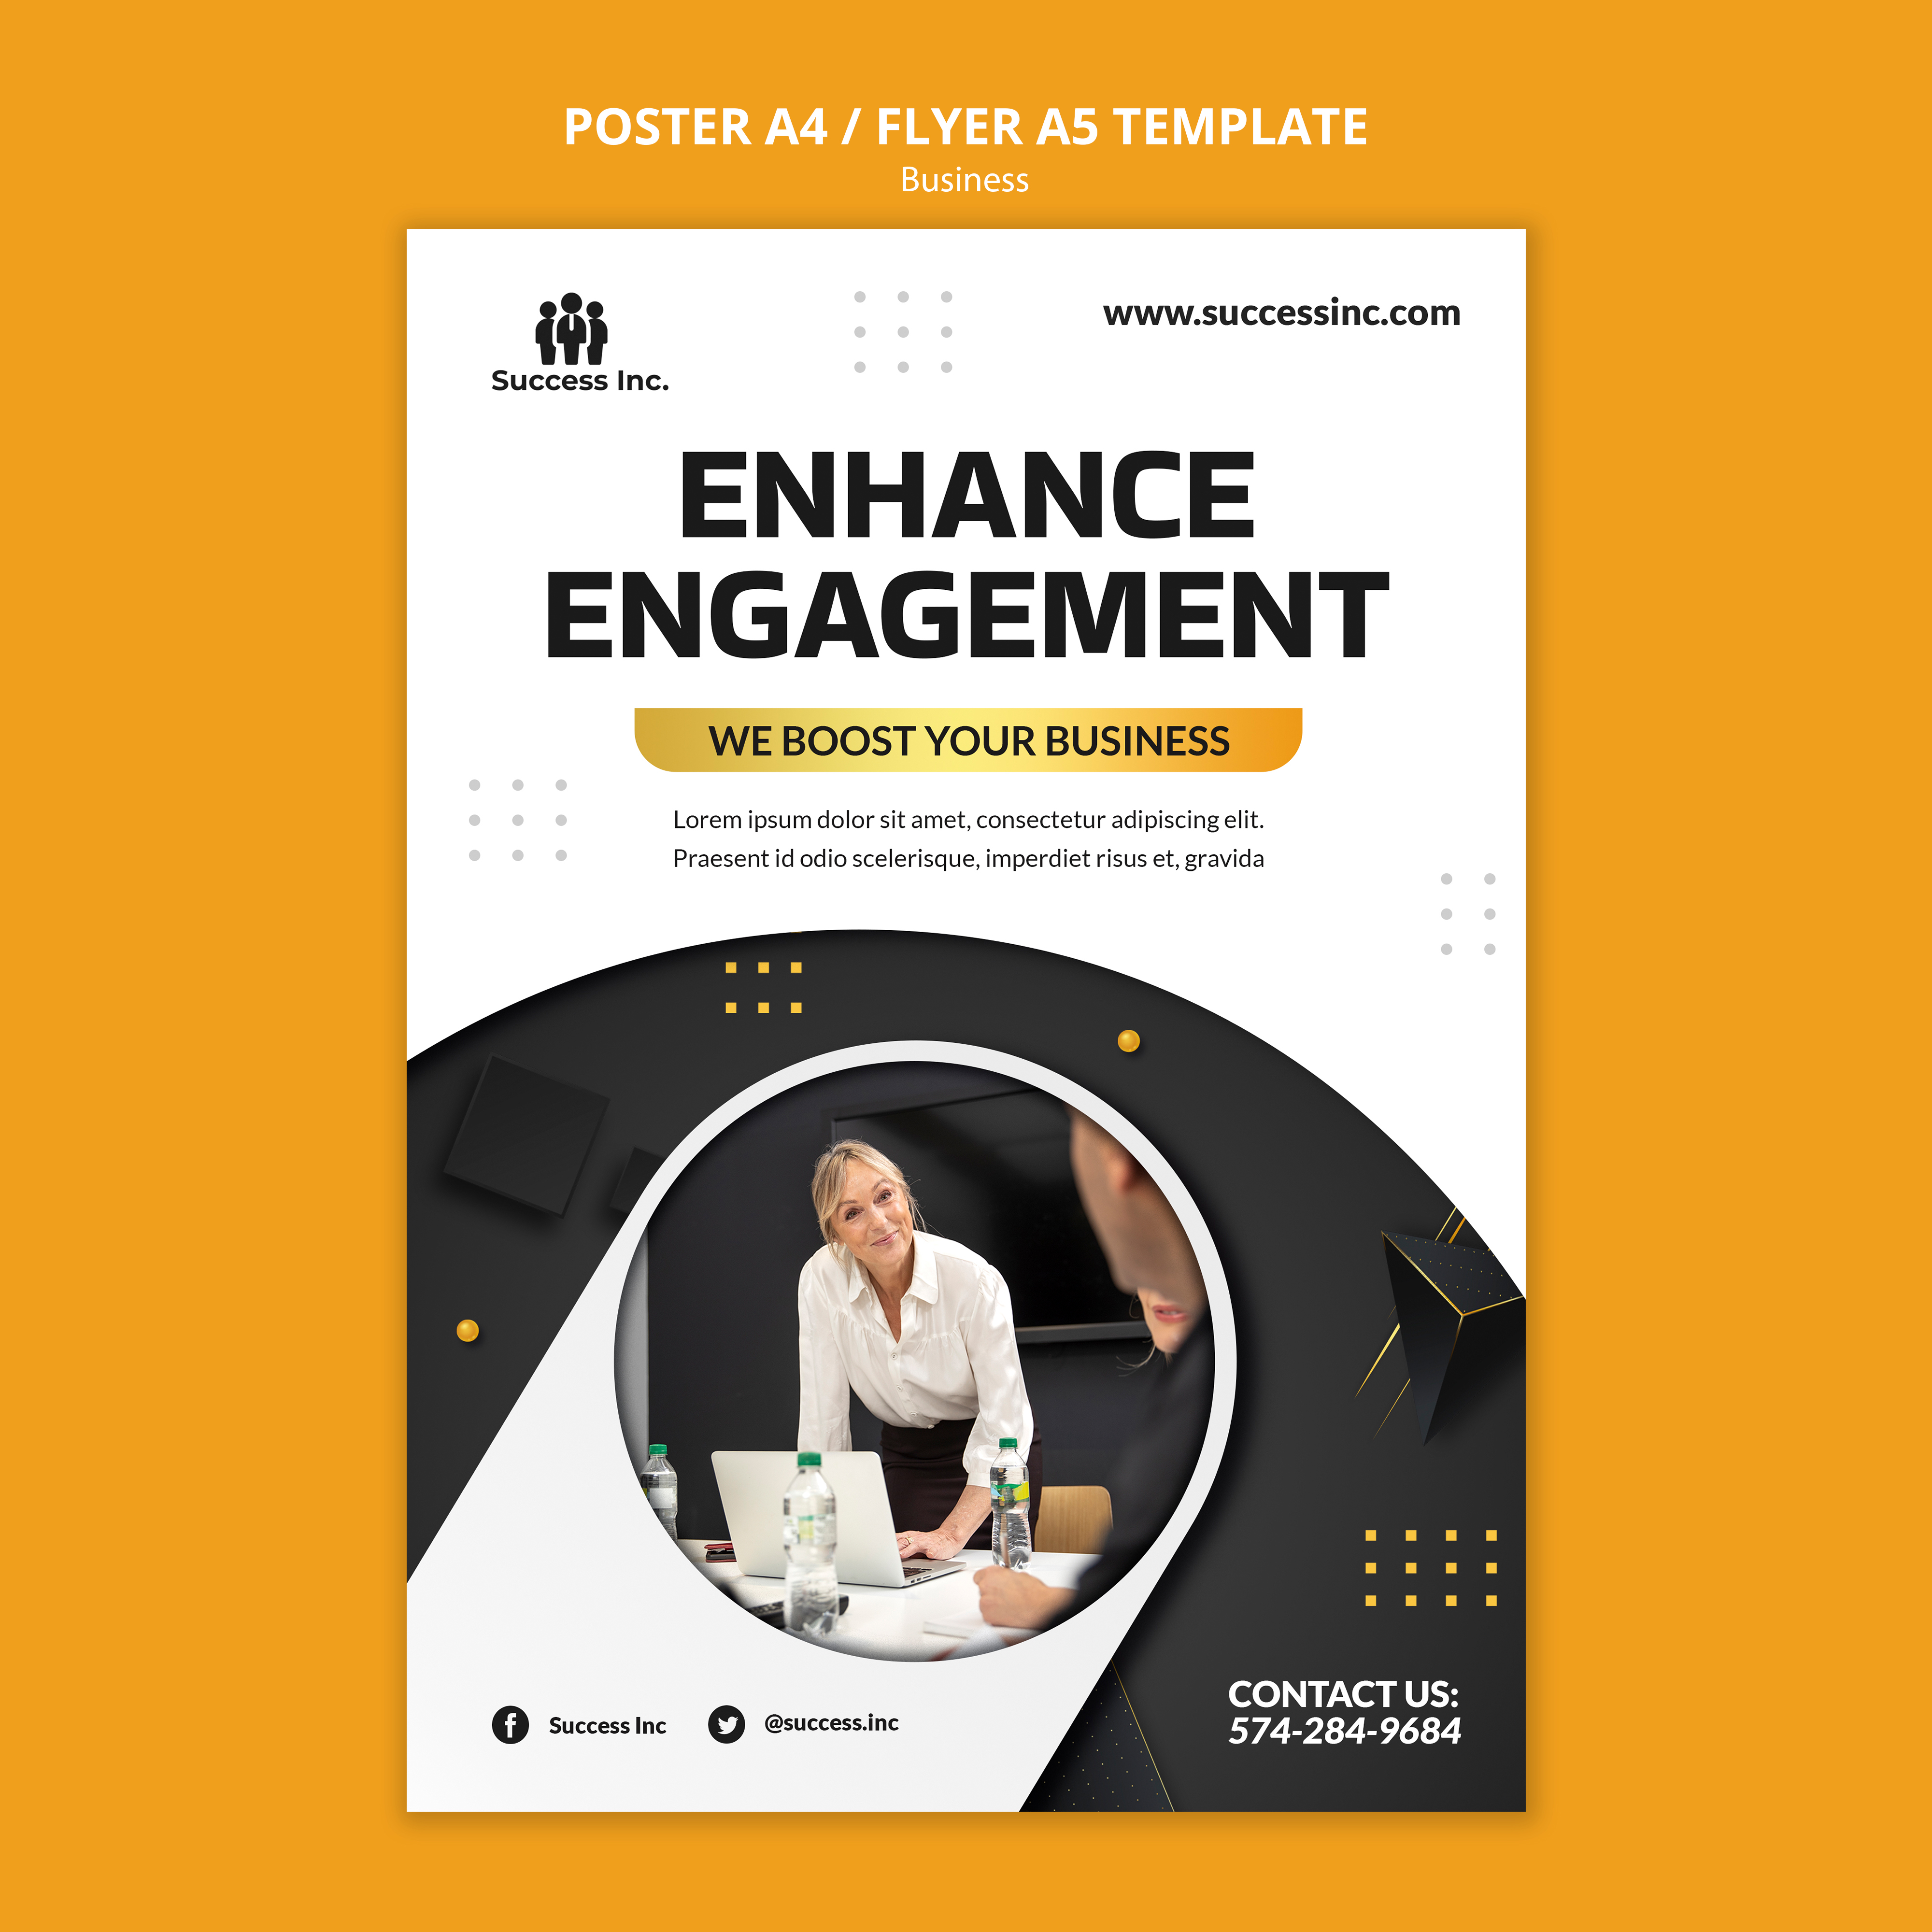 POSTER A4 / FLYER A5 TEMPLATE
Business
Success Inc.
www.successinc.com
ENHANCE
ENGAGEMENT
WE BOOST YOUR BUSINESS
Lorem ipsum dolor sit amet, consectetur adipiscing elit.
Praesent id odio scelerisque, imperdiet risus et, gravida
Success Inc
@success.inc
CONTACT US:
574-284-9684